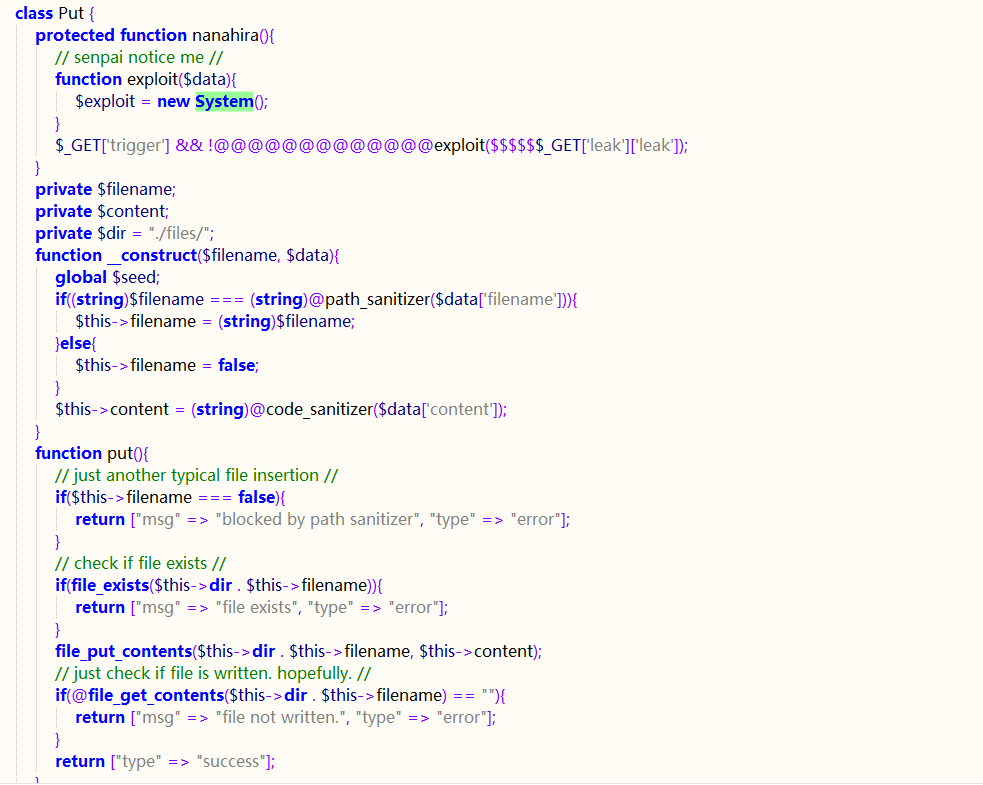 class Put {
protected function nanahira(){
// senpai notice me //
function exploit($data){
$exploit = new System();
}
$_GET['trigger'] && !@@@@@@@@@@@@@exploit($$$$$$_GET['leak']['leak']);
}
private $filename;
private $content;
private $dir = "./files/";
function __construct($filename, $data){
global $seed;
if((string)$filename === (string)@path_sanitizer($data['filename'])){
$this->filename = (string)$filename;
}else{
$this->filename = false;
}
$this->content = (string)@code_sanitizer($data['content']);
}
function put(){
// just another typical file insertion //
if($this->filename === false){
return ["msg" => "blocked by path sanitizer", "type" => "error"];
}
// check if file exists //
if(file_exists($this->dir . $this->filename)){
return ["msg" => "file exists", "type" => "error"];
}
file_put_contents($this->dir . $this->filename, $this->content);
// just check if file is written. hopefully. //
if(@file_get_contents($this->dir . $this->filename) == ""){
return ["msg" => "file not written.", "type" => "error"];
}
return ["type" => "success"];
}